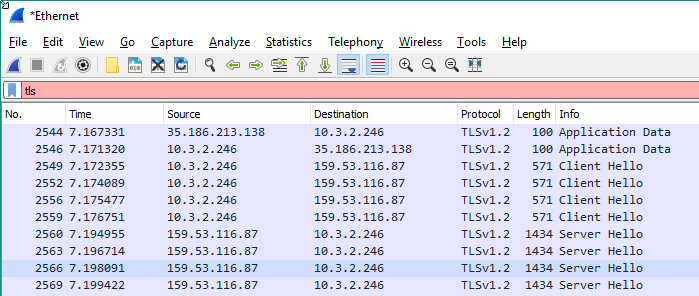 *Ethernet
File Edit View Go Capture Analyze Statistics Telephony Wireless Tools Help
tls
No. Time Source Destination Protocol Length Info
2544 7.167331 35.186.213.138 10.3.2.246 TLSv1.2 100 Application Data
2546 7.171320 10.3.2.246 35.186.213.138 TLSv1.2 100 Application Data
2549 7.172355 10.3.2.246 159.53.116.87 TLSv1.2 571 Client Hello
2552 7.174089 10.3.2.246 159.53.116.87 TLSv1.2 571 Client Hello
2556 7.175477 10.3.2.246 159.53.116.87 TLSv1.2 571 Client Hello
2559 7.176751 10.3.2.246 159.53.116.87 TLSv1.2 571 Client Hello
2560 7.194955 159.53.116.87 10.3.2.246 TLSv1.2 1434 Server Hello
2563 7.196714 159.53.116.87 10.3.2.246 TLSv1.2 1434 Server Hello
2566 7.198091 159.53.116.87 10.3.2.246 TLSv1.2 1434 Server Hello
2569 7.199422 159.53.116.87 10.3.2.246 TLSv1.2 1434 Server Hello